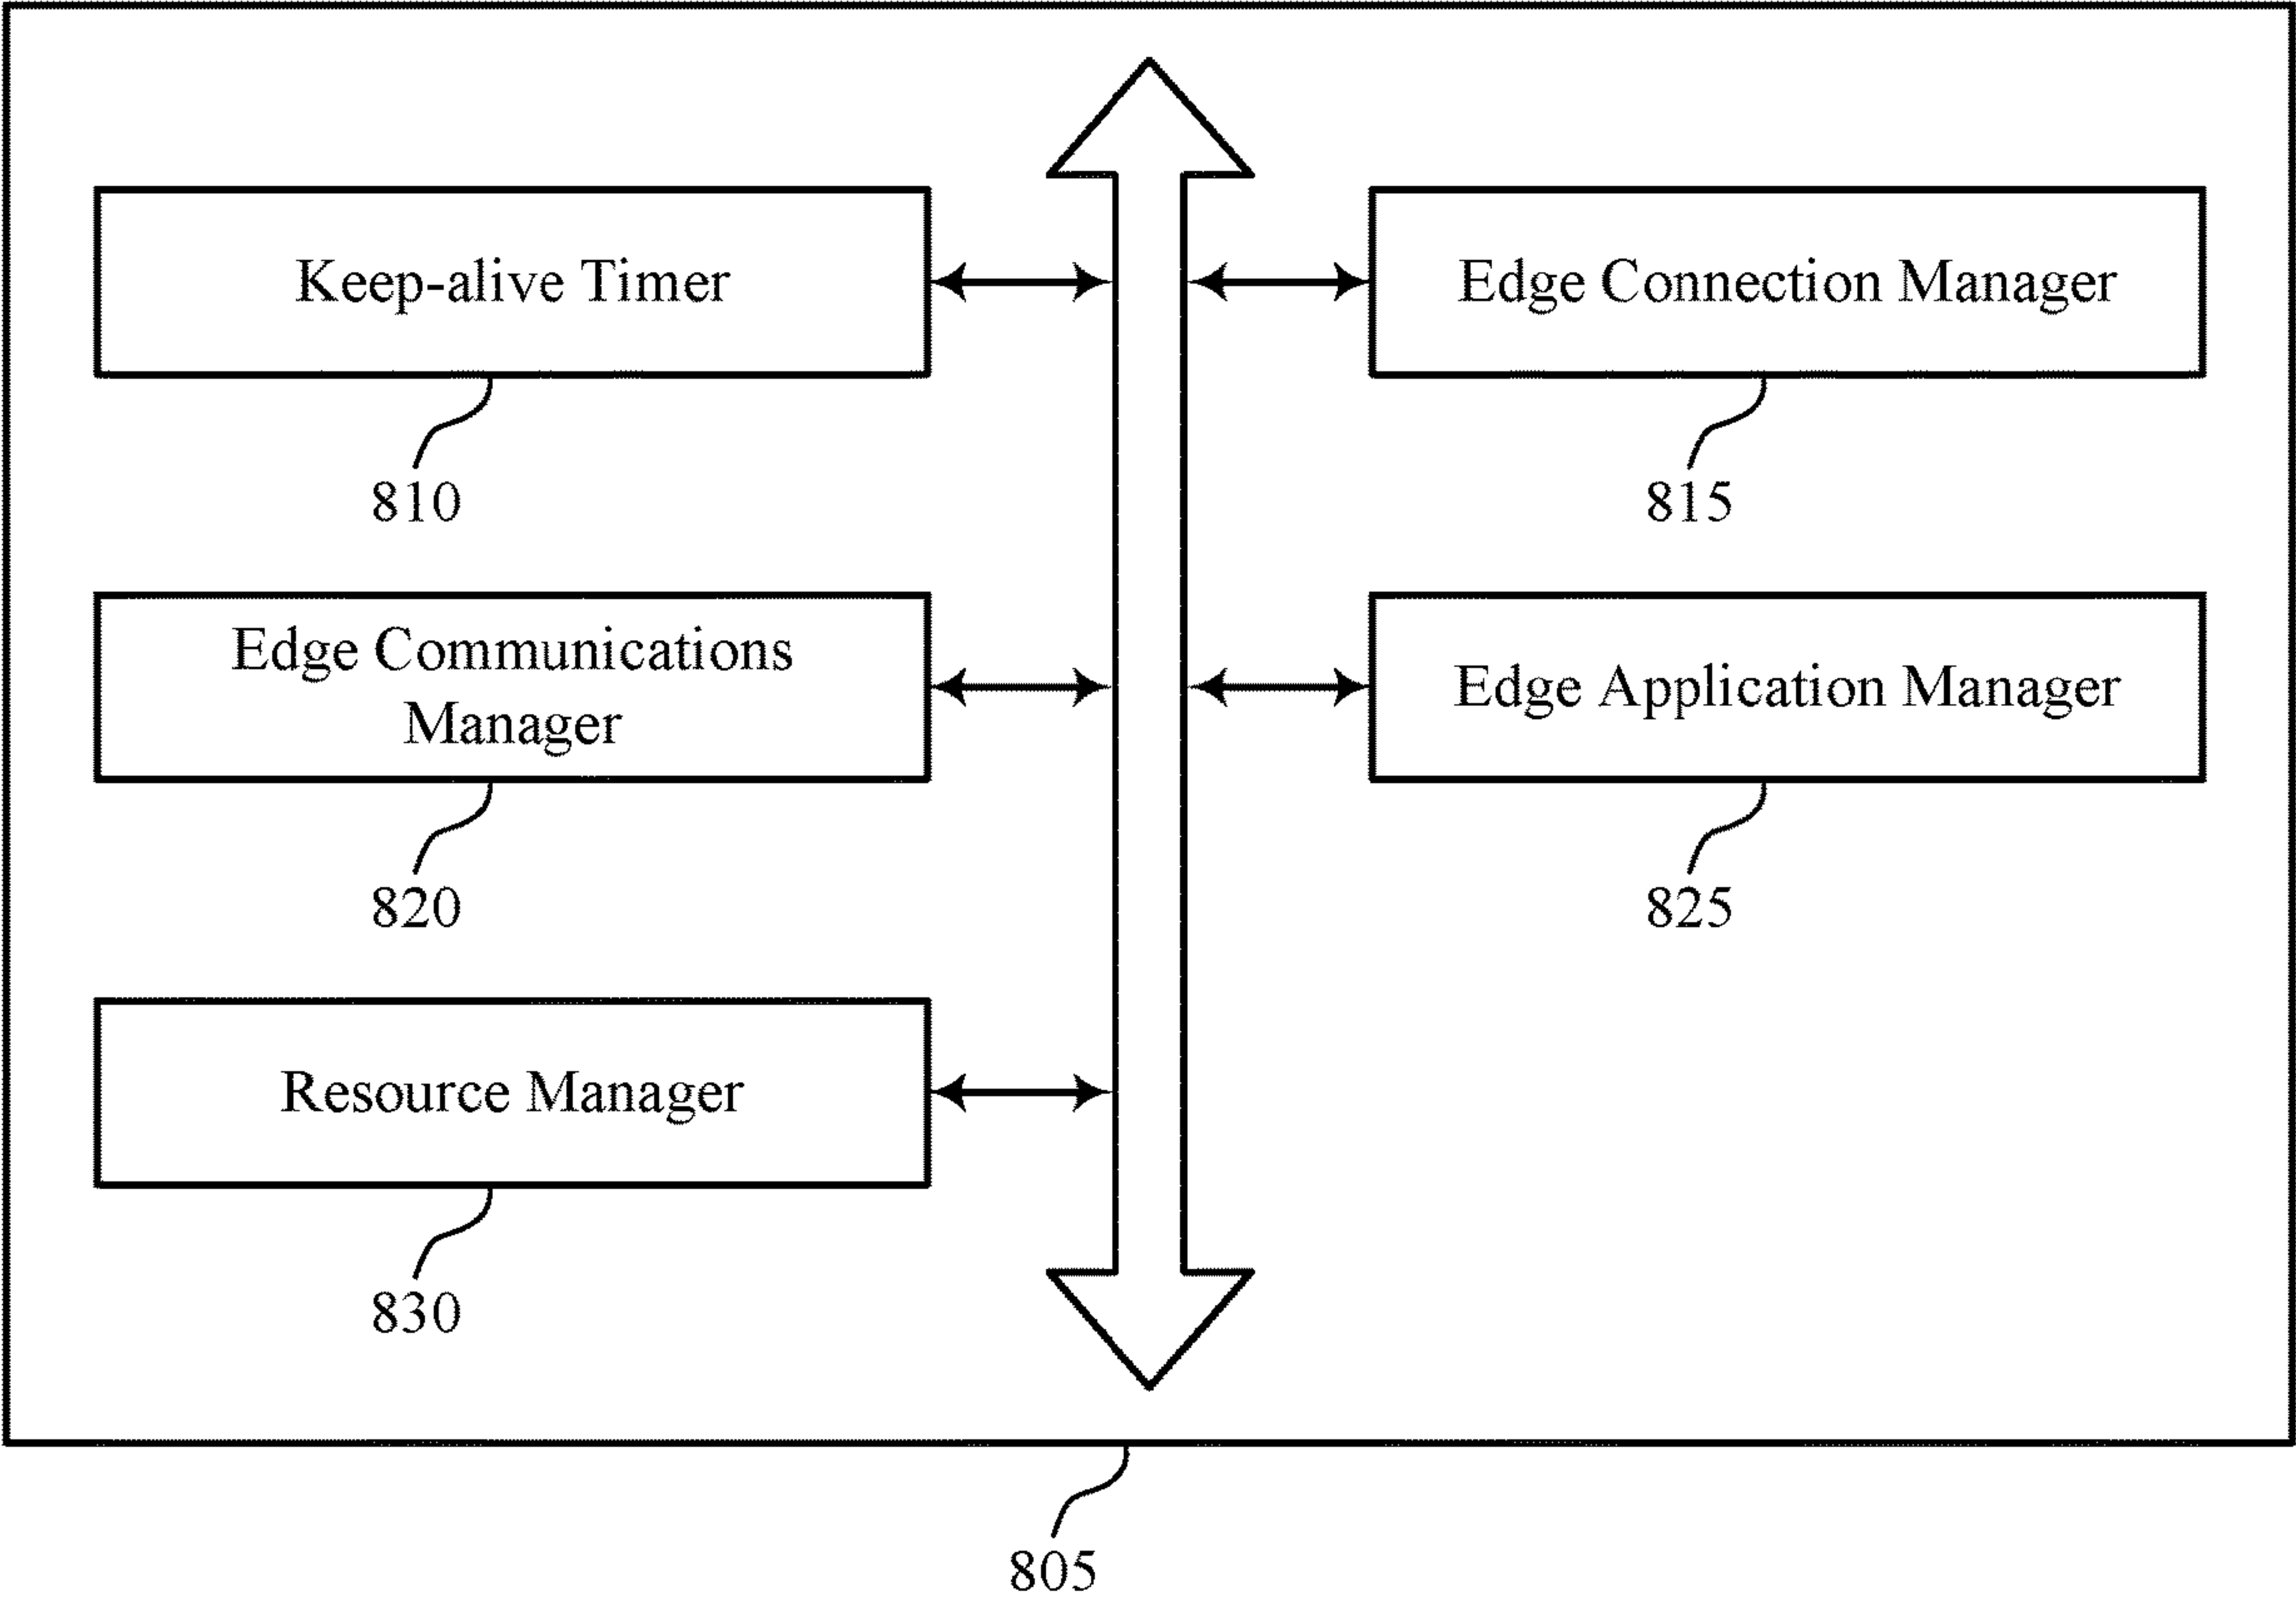 Keep-alive Timer
Edge Connection Manager
810
815
Edge Communications
Manager
Edge Application Manager
820
825
Resource Manager
830
805